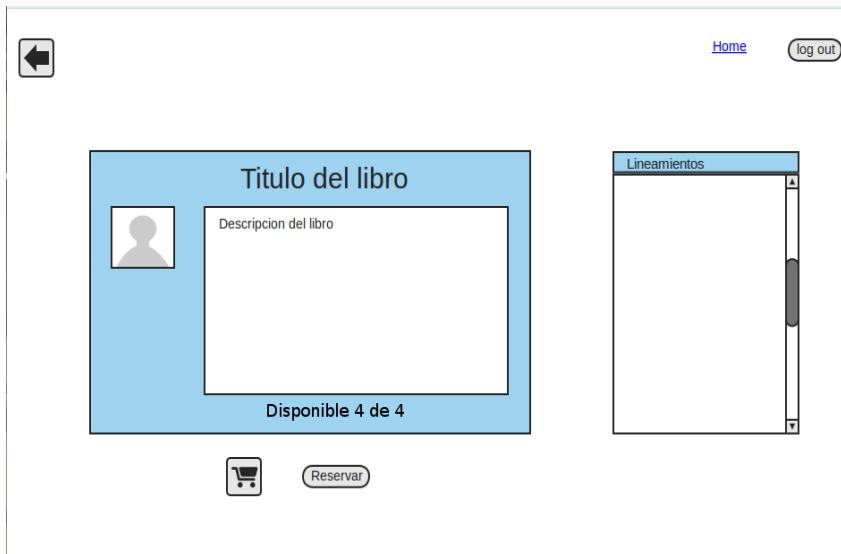 Home
log out
Titulo del libro
Descripcion del libro
Disponible 4 de 4
Lineamientos
Reservar